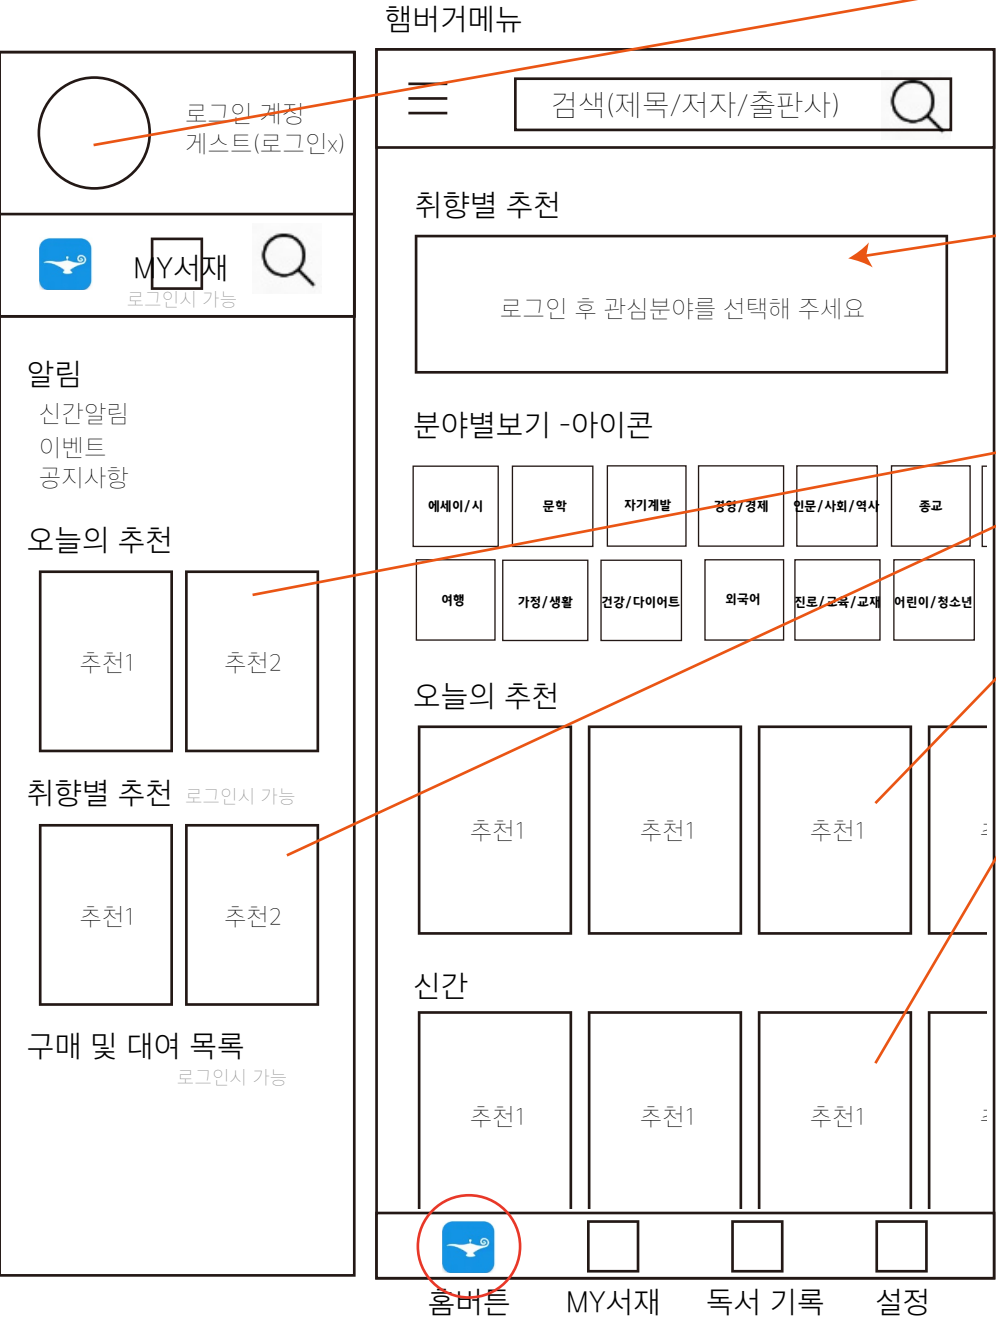 햄버거메뉴
로그인 계정
게스트(로그인x)
MY서재
로그인시 가능
알림
신간알림
이벤트
공지사항
오늘의 추천
추천1
추천2
취향별 추천 로그인시 가능
추천1
추천2
구매 및 대여 목록
로그인시 가능
검색(제목/저자/출판사)
취향별 추천
로그인 후 관심분야를 선택해 주세요
분야별보기 -아이콘
에세이/시
문학
자기계발
경영/경제
인문/사회/역사
종교
여행
가정/생활
건강/다이어트
외국어
진로/교육/교재
어린이/청소년
오늘의 추천
추천1
추천1
추천1
신간
추천1
추천1
추천1
홈버튼
MY서재
독서 기록
설정